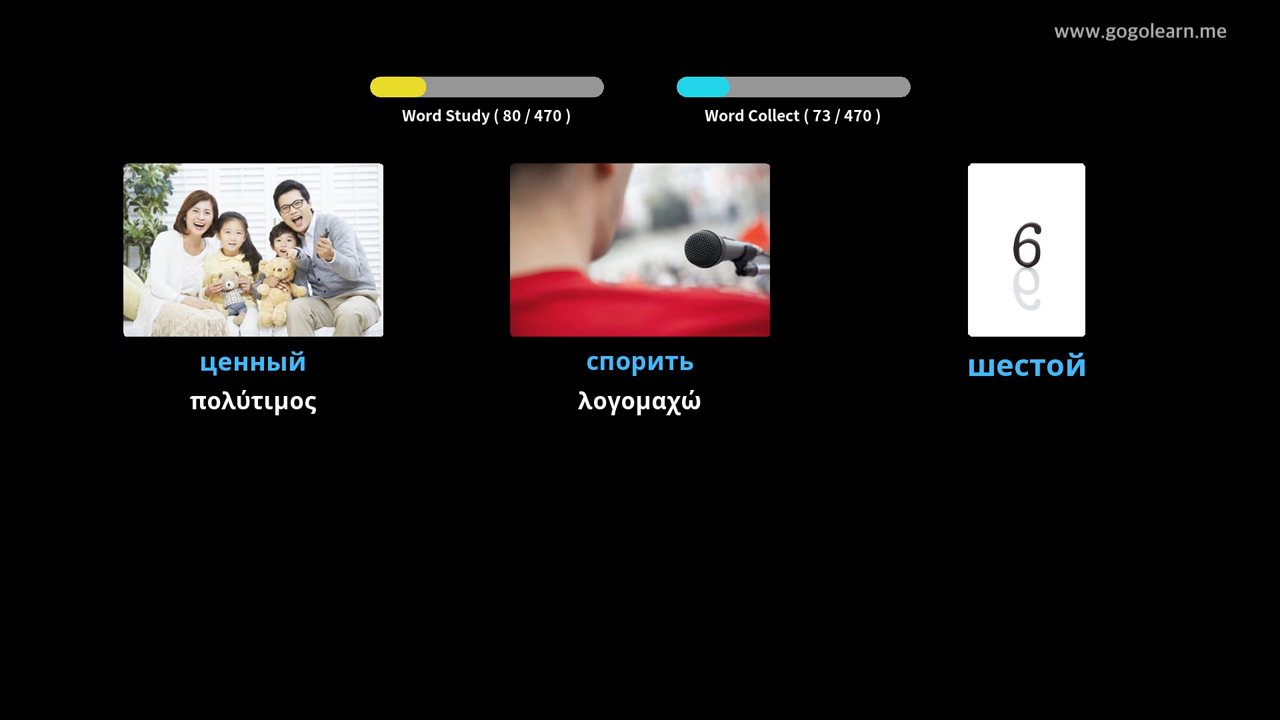 www.gogolearn.me
Word Study ( 80 / 470 )
Word Collect ( 73 / 470 )
6
ценный
πολύτιμος
спорить
λογομαχώ
шестой